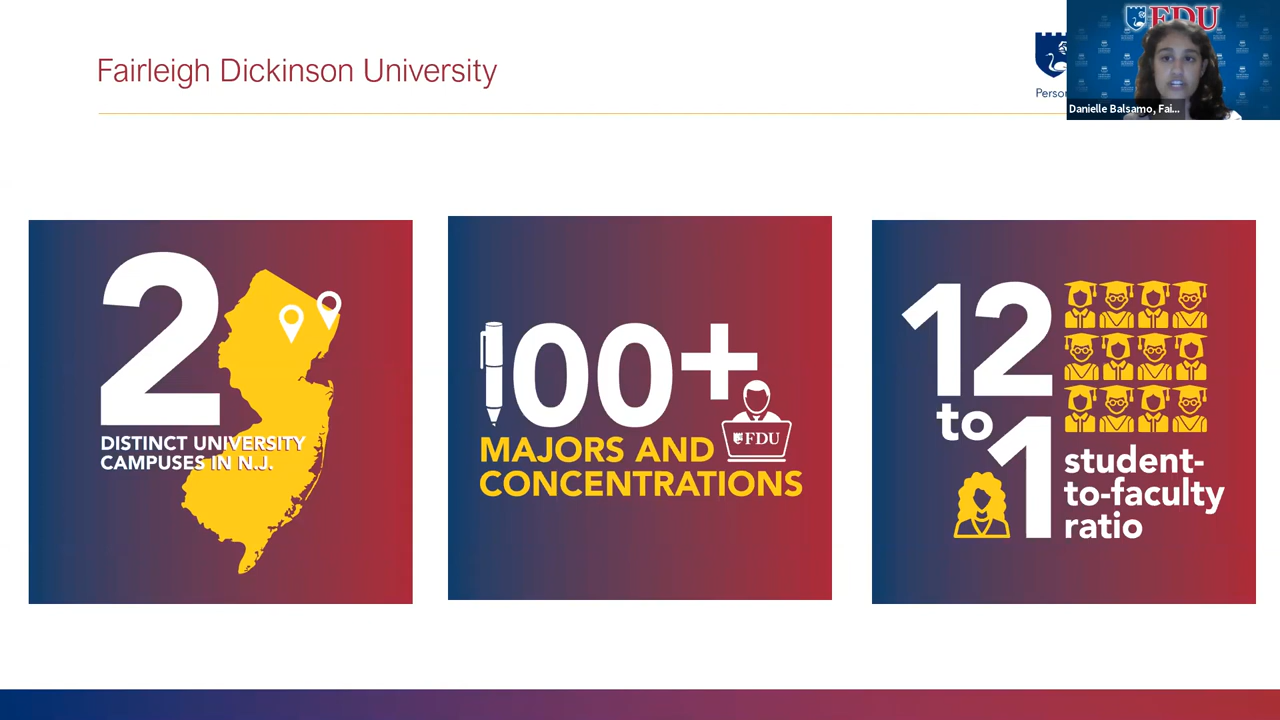 Fairleigh Dickinson University
FDU
Danielle Balsamo, Fai...
2
DISTINCT UNIVERSITY
CAMPUSES IN N.J.
100+
FDU
MAJORS AND
CONCENTRATIONS
12
to
1
student-
to-faculty
ratio